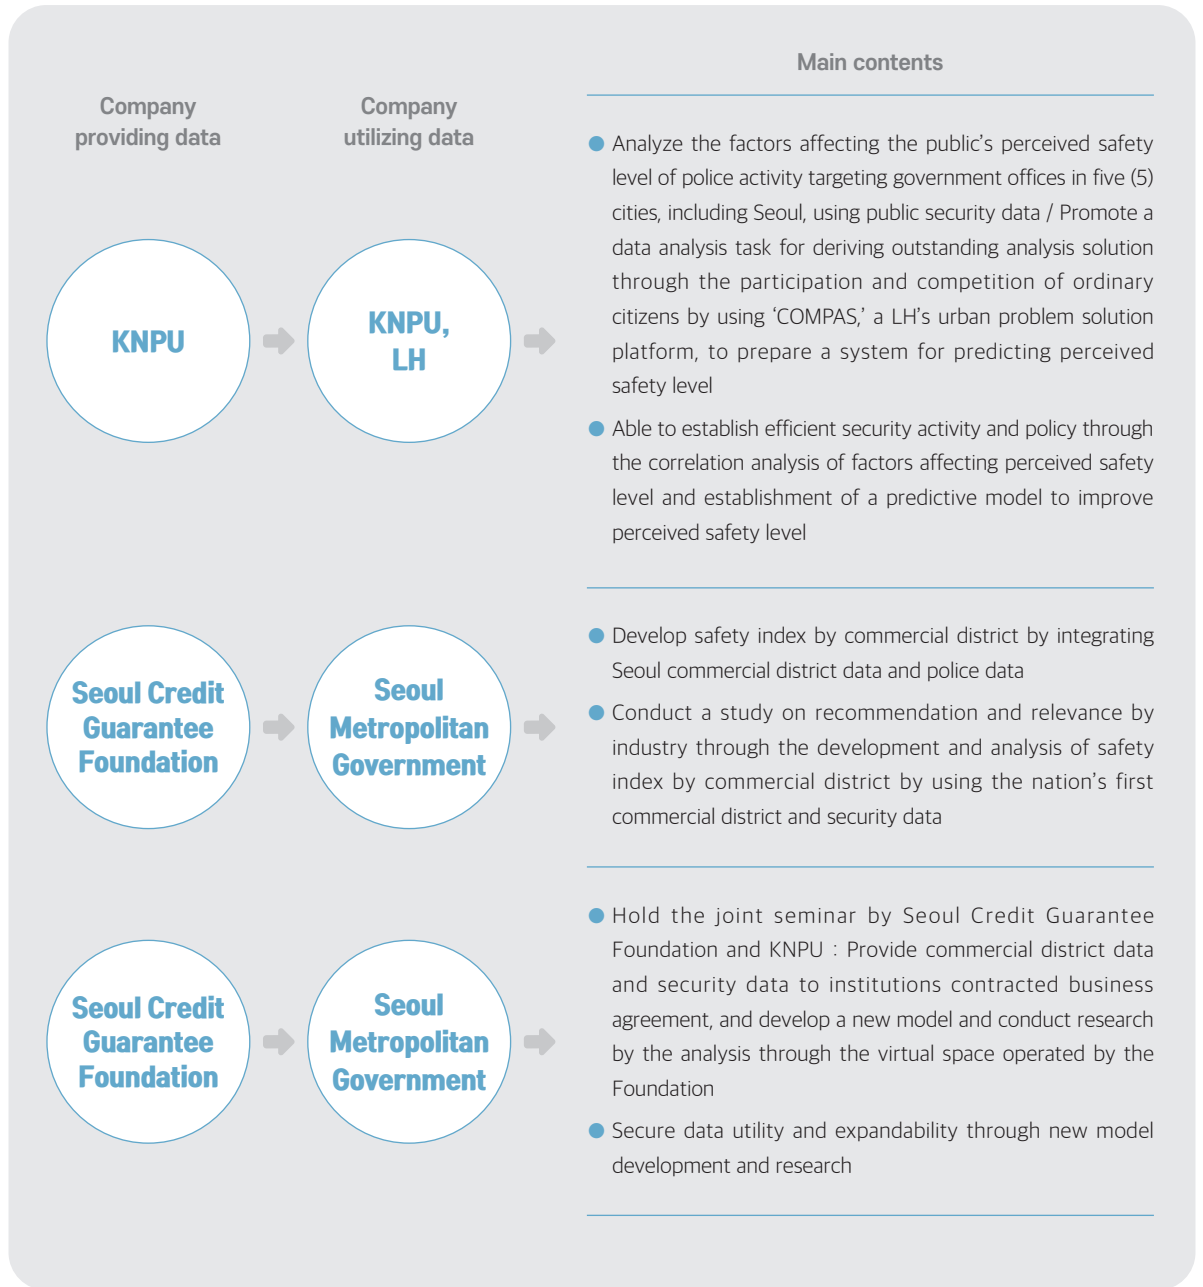 Main contents
Company
providing data
Company
utilizing data
KNPU
KNPU,
LH
● Analyze the factors affecting the public’s perceived safety
level of police activity targeting government offices in five (5)
cities, including Seoul, using public security data / Promote a
data analysis task for deriving outstanding analysis solution
through the participation and competition of ordinary
citizens by using ‘COMPAS,’ a LH’s urban problem solution
platform, to prepare a system for predicting perceived
safety level
● Able to establish efficient security activity and policy through
the correlation analysis of factors affecting perceived safety
level and establishment of a predictive model to improve
perceived safety level
Seoul Credit
Guarantee
Foundation
Seoul
Metropolitan
Government
● Develop safety index by commercial district by integrating
Seoul commercial district data and police data
● Conduct a study on recommendation and relevance by
industry through the development and analysis of safety
index by commercial district by using the nation’s first
commercial district and security data
Seoul Credit
Guarantee
Foundation
Seoul
Metropolitan
Government
● Hold the joint seminar by Seoul Credit Guarantee
Foundation and KNPU : Provide commercial district data
and security data to institutions contracted business
agreement, and develop a new model and conduct research
by the analysis through the virtual space operated by the
Foundation
● Secure data utility and expandability through new model
development and research